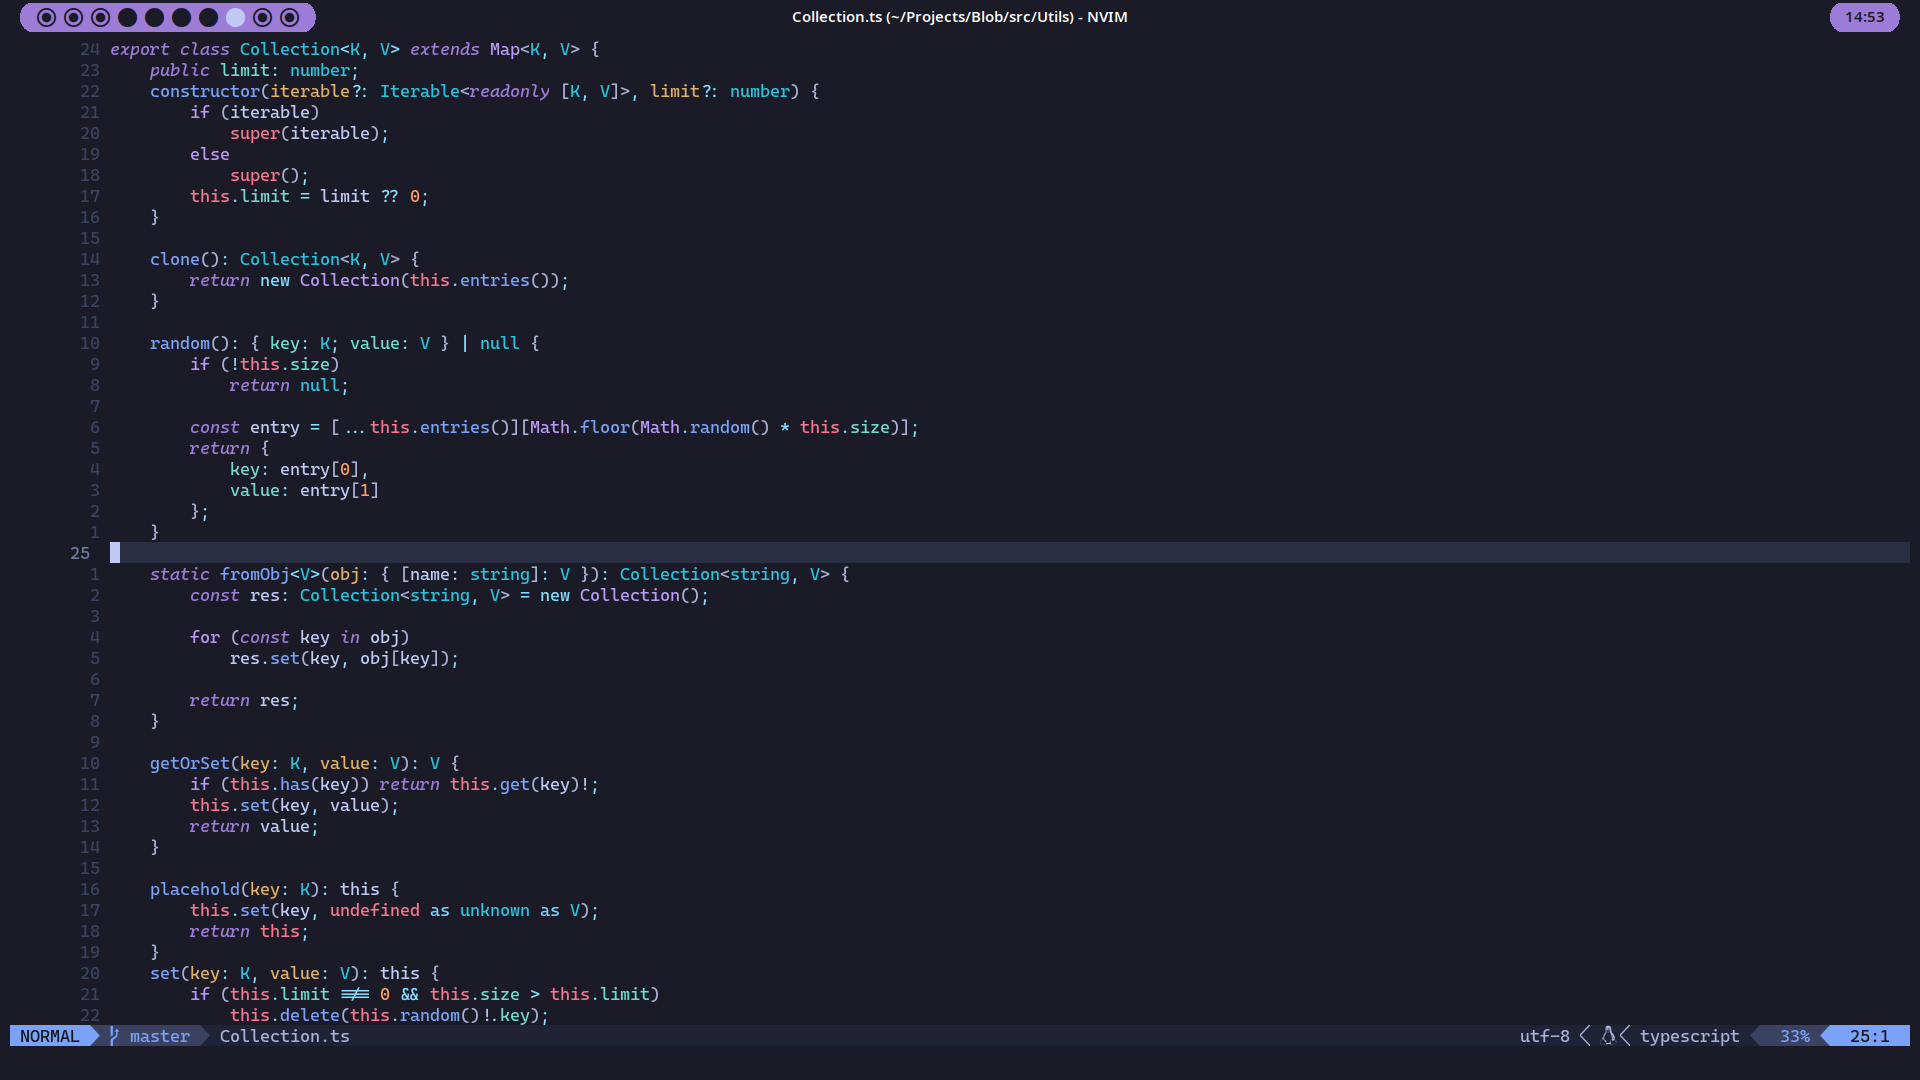 Collection.ts (~/Projects/Blob/src/Utils) - NVIM
14:53
24 export class Collection<K, V> extends Map<K, V> {
23     public limit: number;
22     constructor(iterable?: Iterable<readonly [K, V]>, limit?: number) {
21         if (iterable)
20             super(iterable);
19         else
18             super();
17         this.limit = limit ?? 0;
16     }
15
14     clone(): Collection<K, V> {
13         return new Collection(this.entries());
12     }
11
10     random(): { key: K; value: V } | null {
9         if (!this.size)
8             return null;
7
6         const entry = [...this.entries()][Math.floor(Math.random() * this.size)];
5         return {
4             key: entry[0],
3             value: entry[1]
2         };
1     }
25
1     static fromObj<V>(obj: { [name: string]: V }): Collection<string, V> {
2         const res: Collection<string, V> = new Collection();
3
4         for (const key in obj)
5             res.set(key, obj[key]);
6
7         return res;
8     }
9
10     getOrSet(key: K, value: V): V {
11         if (this.has(key)) return this.get(key)!;
12         this.set(key, value);
13         return value;
14     }
15
16     placehold(key: K): this {
17         this.set(key, undefined as unknown as V);
18         return this;
19     }
20     set(key: K, value: V): this {
21         if (this.limit !== 0 && this.size > this.limit)
22             this.delete(this.random()!.key);
NORMAL master Collection.ts utf-8 typescript 33% 25:1